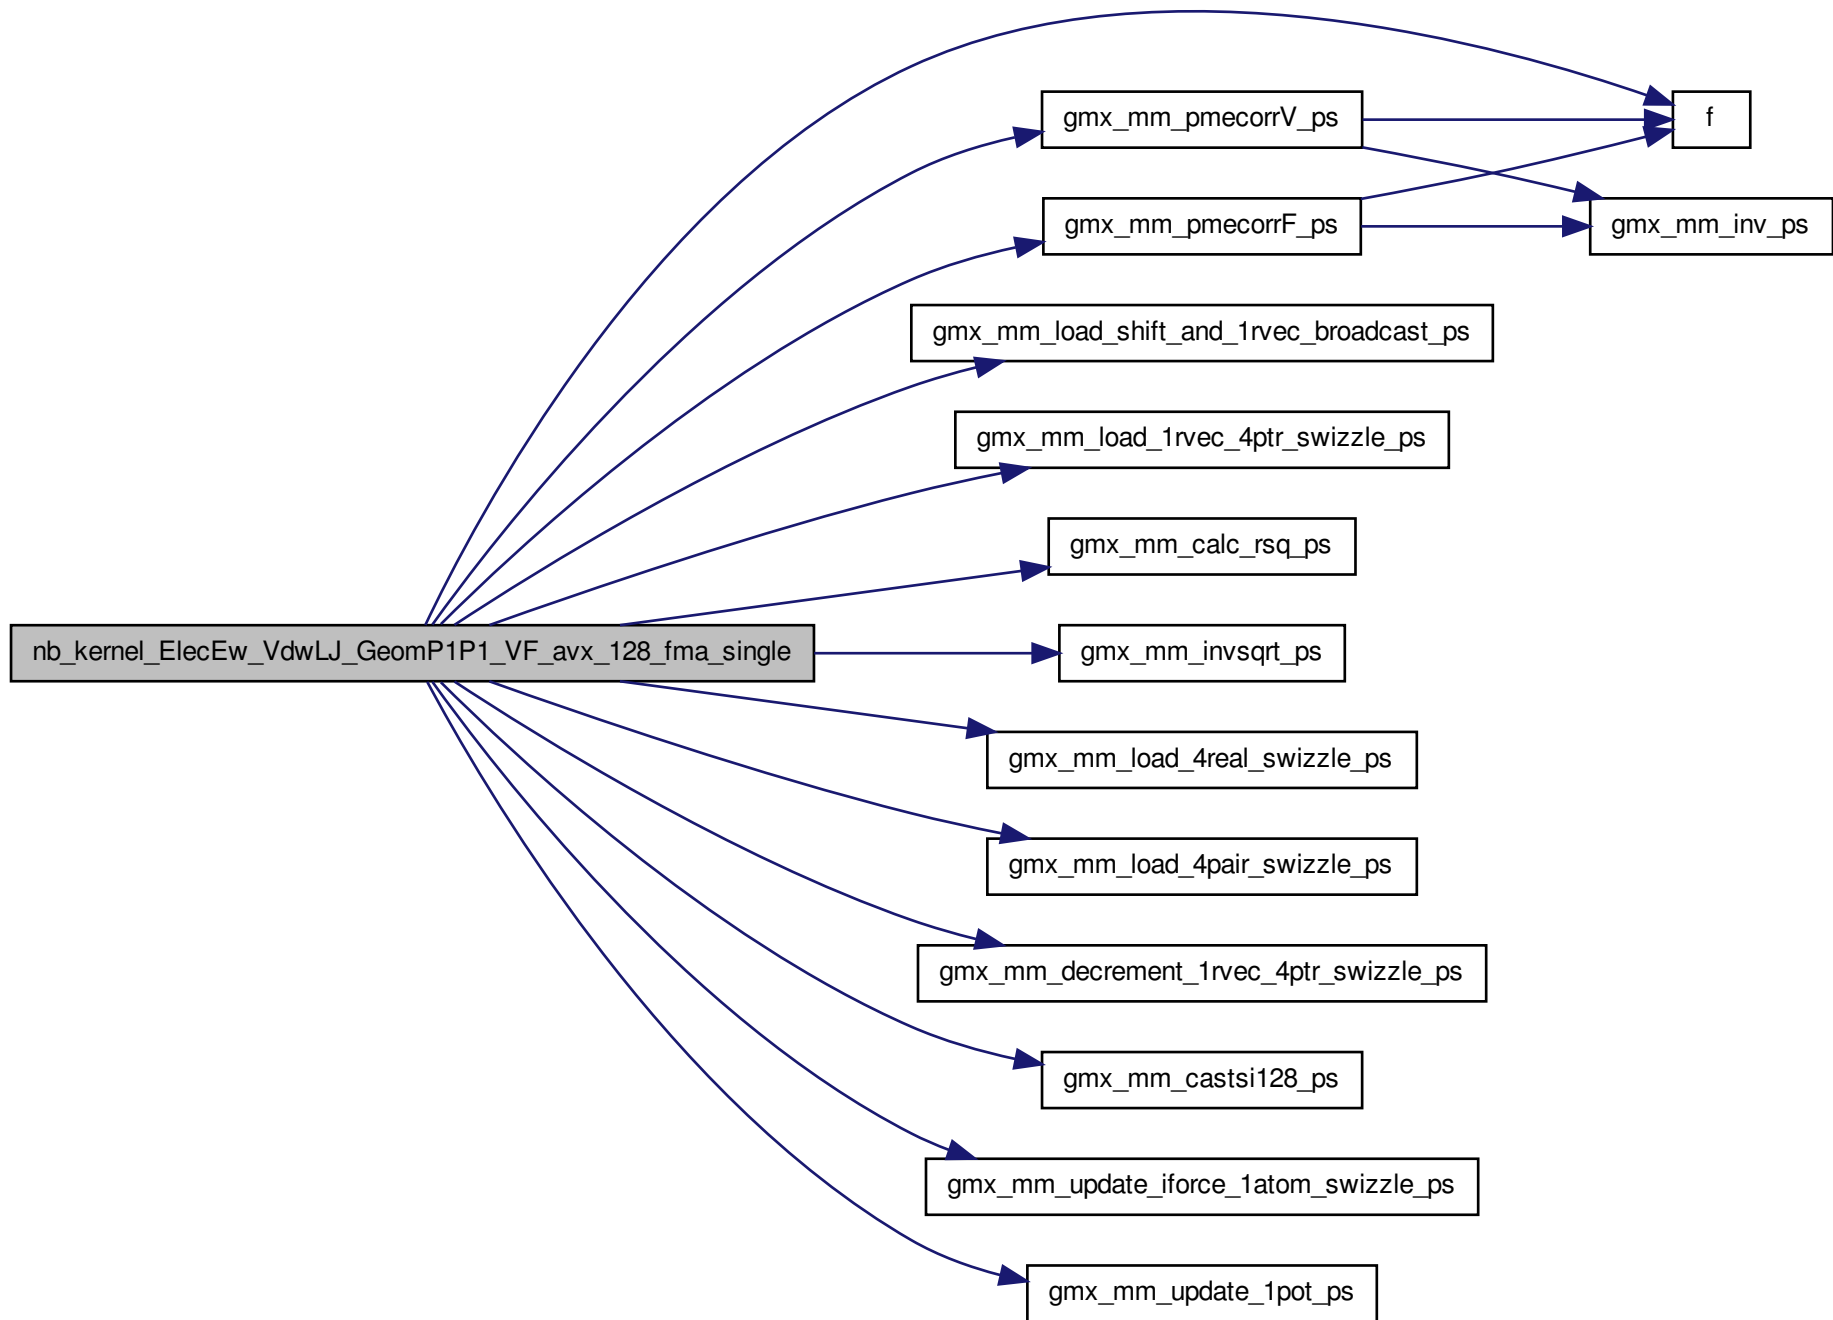 gmx_mm_pmecorrV_ps
f
gmx_mm_pmecorrF_ps
gmx_mm_inv_ps
gmx_mm_load_shift_and_1rvec_broadcast_ps
gmx_mm_load_1rvec_4ptr_swizzle_ps
gmx_mm_calc_rsq_ps
nb_kernel_ElecEw_VdwLJ_GeomP1P1_VF_avx_128_fma_single
gmx_mm_invsqrt_ps
gmx_mm_load_4real_swizzle_ps
gmx_mm_load_4pair_swizzle_ps
gmx_mm_decrement_1rvec_4ptr_swizzle_ps
gmx_mm_castsi128_ps
gmx_mm_update_iforce_1atom_swizzle_ps
gmx_mm_update_1pot_ps